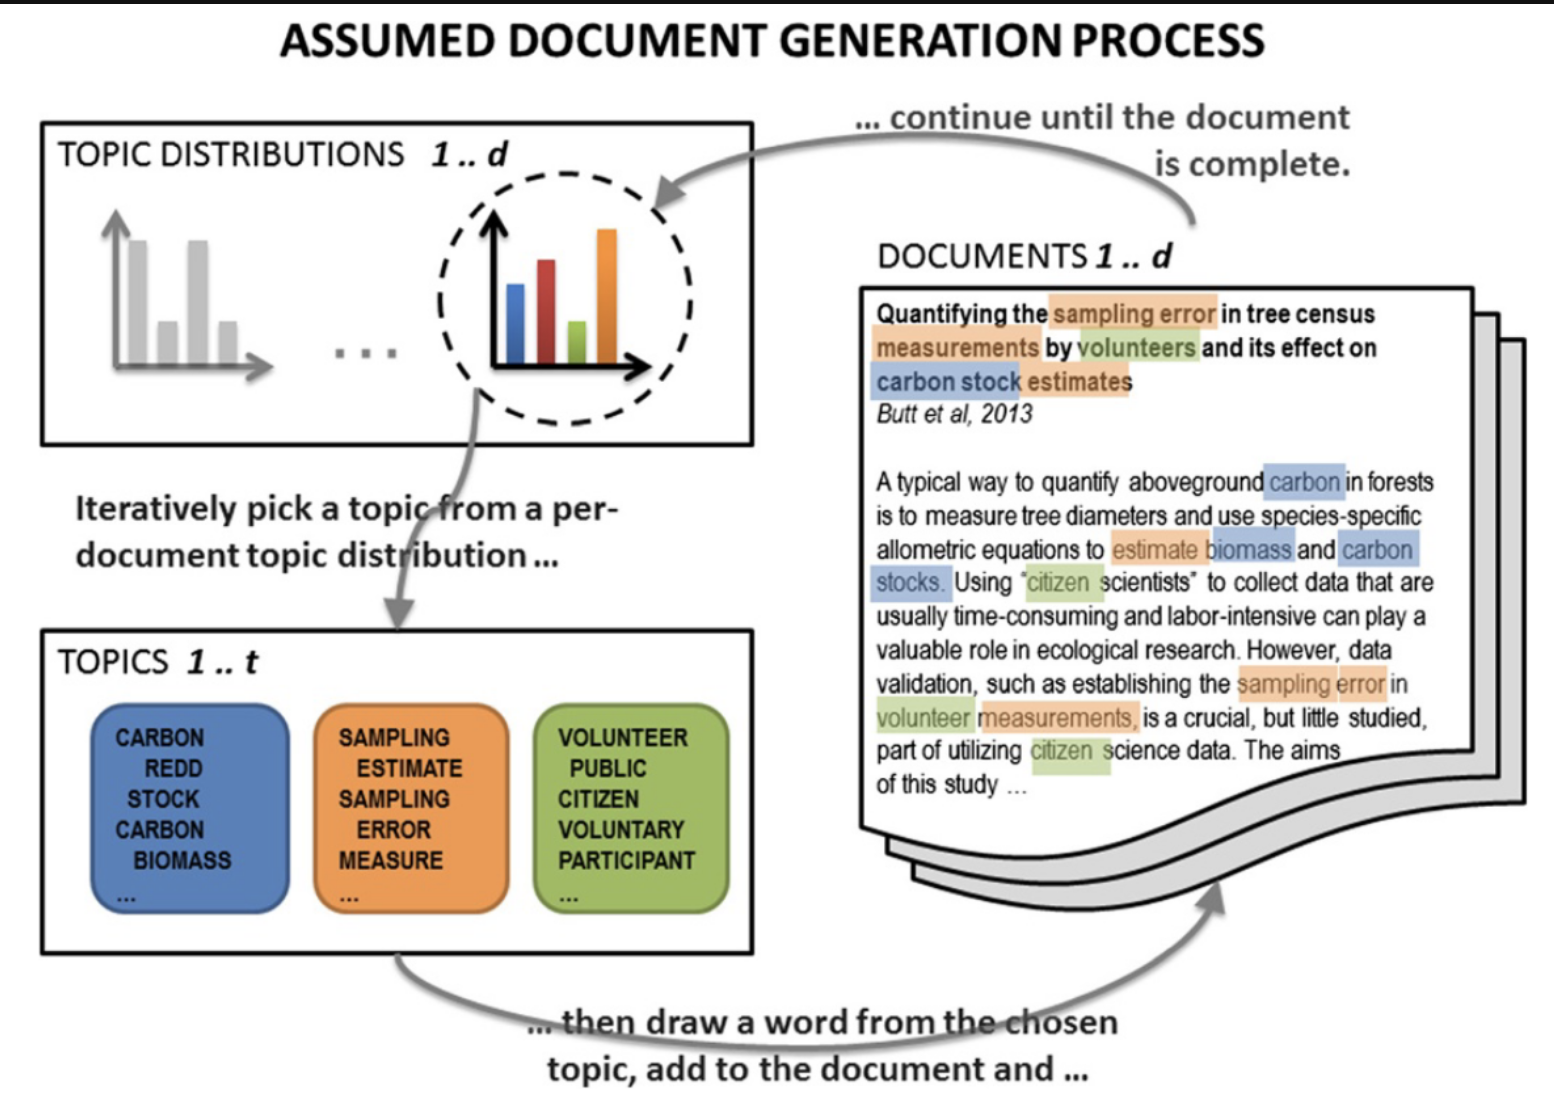 ASSUMED DOCUMENT GENERATION PROCESS
TOPIC DISTRIBUTIONS 1 .. d
...
... continue until the document
is complete.
Iteratively pick a topic from a per-
document topic distribution ...
TOPICS 1 .. t
CARBON
REDD
STOCK
CARBON
BIOMASS
...
SAMPLING
ESTIMATE
SAMPLING
ERROR
MEASURE
...
VOLUNTEER
PUBLIC
CITIZEN
VOLUNTARY
PARTICIPANT
...
... then draw a word from the chosen
topic, add to the document and ...
DOCUMENTS 1 .. d
Quantifying the sampling error in tree census
measurements by volunteers and its effect on
carbon stock estimates
Butt et al, 2013
A typical way to quantify aboveground carbon in forests
is to measure tree diameters and use species-specific
allometric equations to estimate biomass and carbon
stocks. Using "citizen scientists" to collect data that are
usually time-consuming and labor-intensive can play a
valuable role in ecological research. However, data
validation, such as establishing the sampling error in
volunteer measurements, is a crucial, but little studied,
part of utilizing citizen science data. The aims
of this study ...